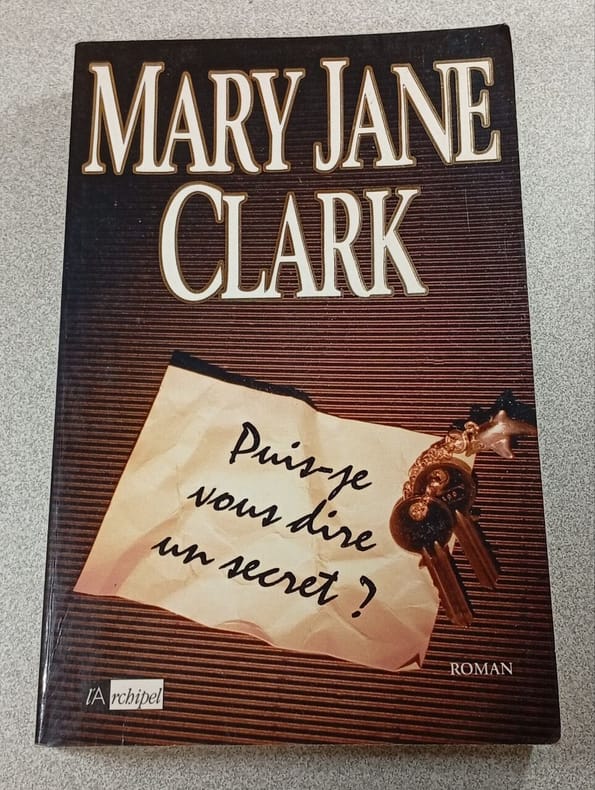 MARY JANE
CLARK
Puis-je
vous dire
un secret ?
ROMAN
l'Archipel